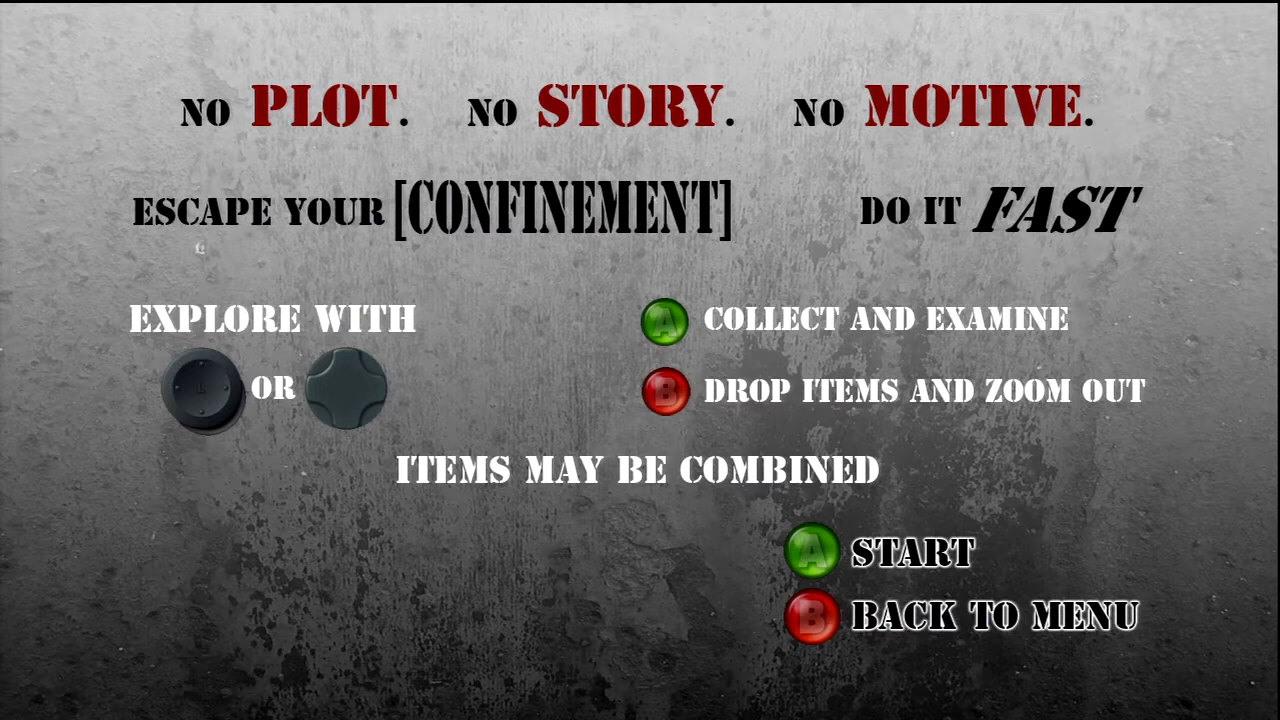 NO PLOT. NO STORY. NO MOTIVE.
ESCAPE YOUR [CONFINEMENT] DO IT FAST
EXPLORE WITH
L OR
A COLLECT AND EXAMINE
B DROP ITEMS AND ZOOM OUT
ITEMS MAY BE COMBINED
A START
B BACK TO MENU